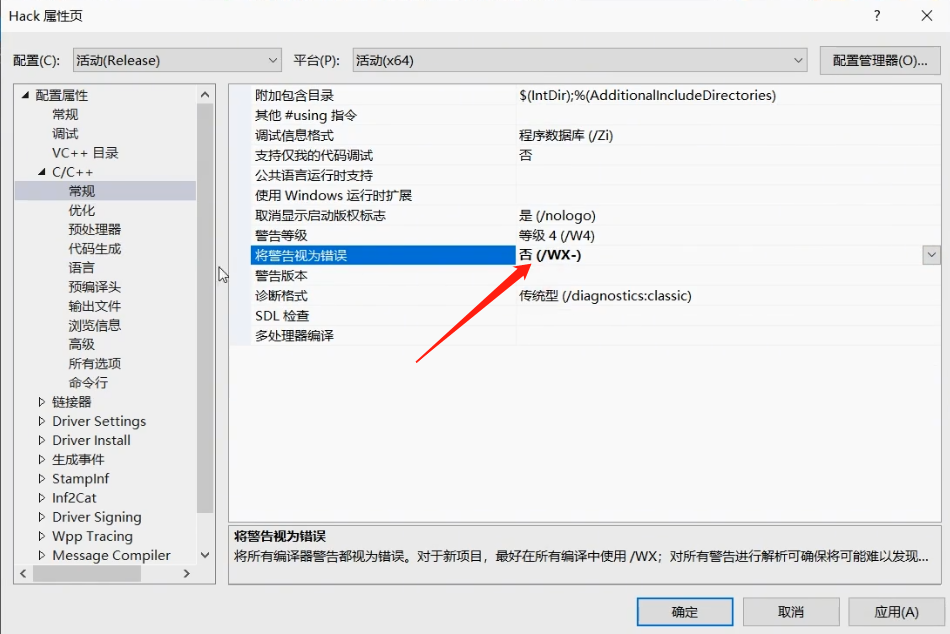 Hack 属性页
?
配置(C): 活动(Release) 平台(P): 活动(x64) 配置管理器(O)...
配置属性
常规
调试
VC++ 目录
C/C++
常规
优化
预处理器
代码生成
语言
预编译头
输出文件
浏览信息
高级
所有选项
命令行
链接器
Driver Settings
Driver Install
生成事件
StampInf
Inf2Cat
Driver Signing
Wpp Tracing
Message Compiler
附加包含目录 $(IntDir);%(AdditionalIncludeDirectories)
其他 #using 指令
调试信息格式 程序数据库 (/Zi)
支持仅我的代码调试 否
公共语言运行时支持
使用 Windows 运行时扩展
取消显示启动版权标志 是 (/nologo)
警告等级 等级 4 (/W4)
将警告视为错误 否 (/WX-)
警告版本
诊断格式 传统型 (/diagnostics:classic)
SDL 检查
多处理器编译
将警告视为错误
将所有编译器警告都视为错误。对于新项目，最好在所有编译中使用 /WX；对所有警告进行解析可确保将可能难以发现...
确定 取消 应用(A)